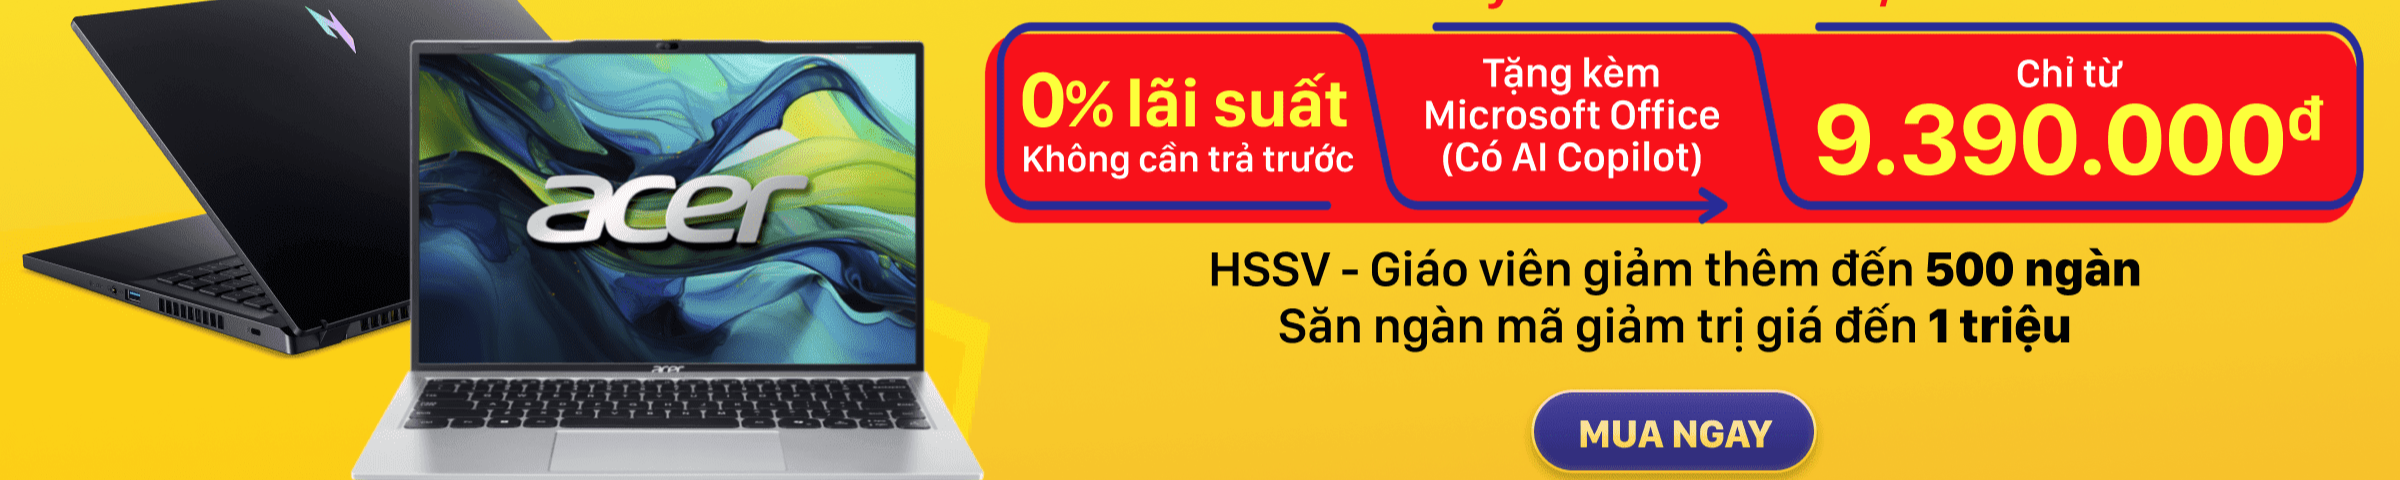 acer
acer
0% lãi suất
Không cần trả trước
Tặng kèm
Microsoft Office
(Có AI Copilot)
Chỉ từ
9.390.000đ
HSSV - Giáo viên giảm thêm đến 500 ngàn
Săn ngàn mã giảm trị giá đến 1 triệu
MUA NGAY